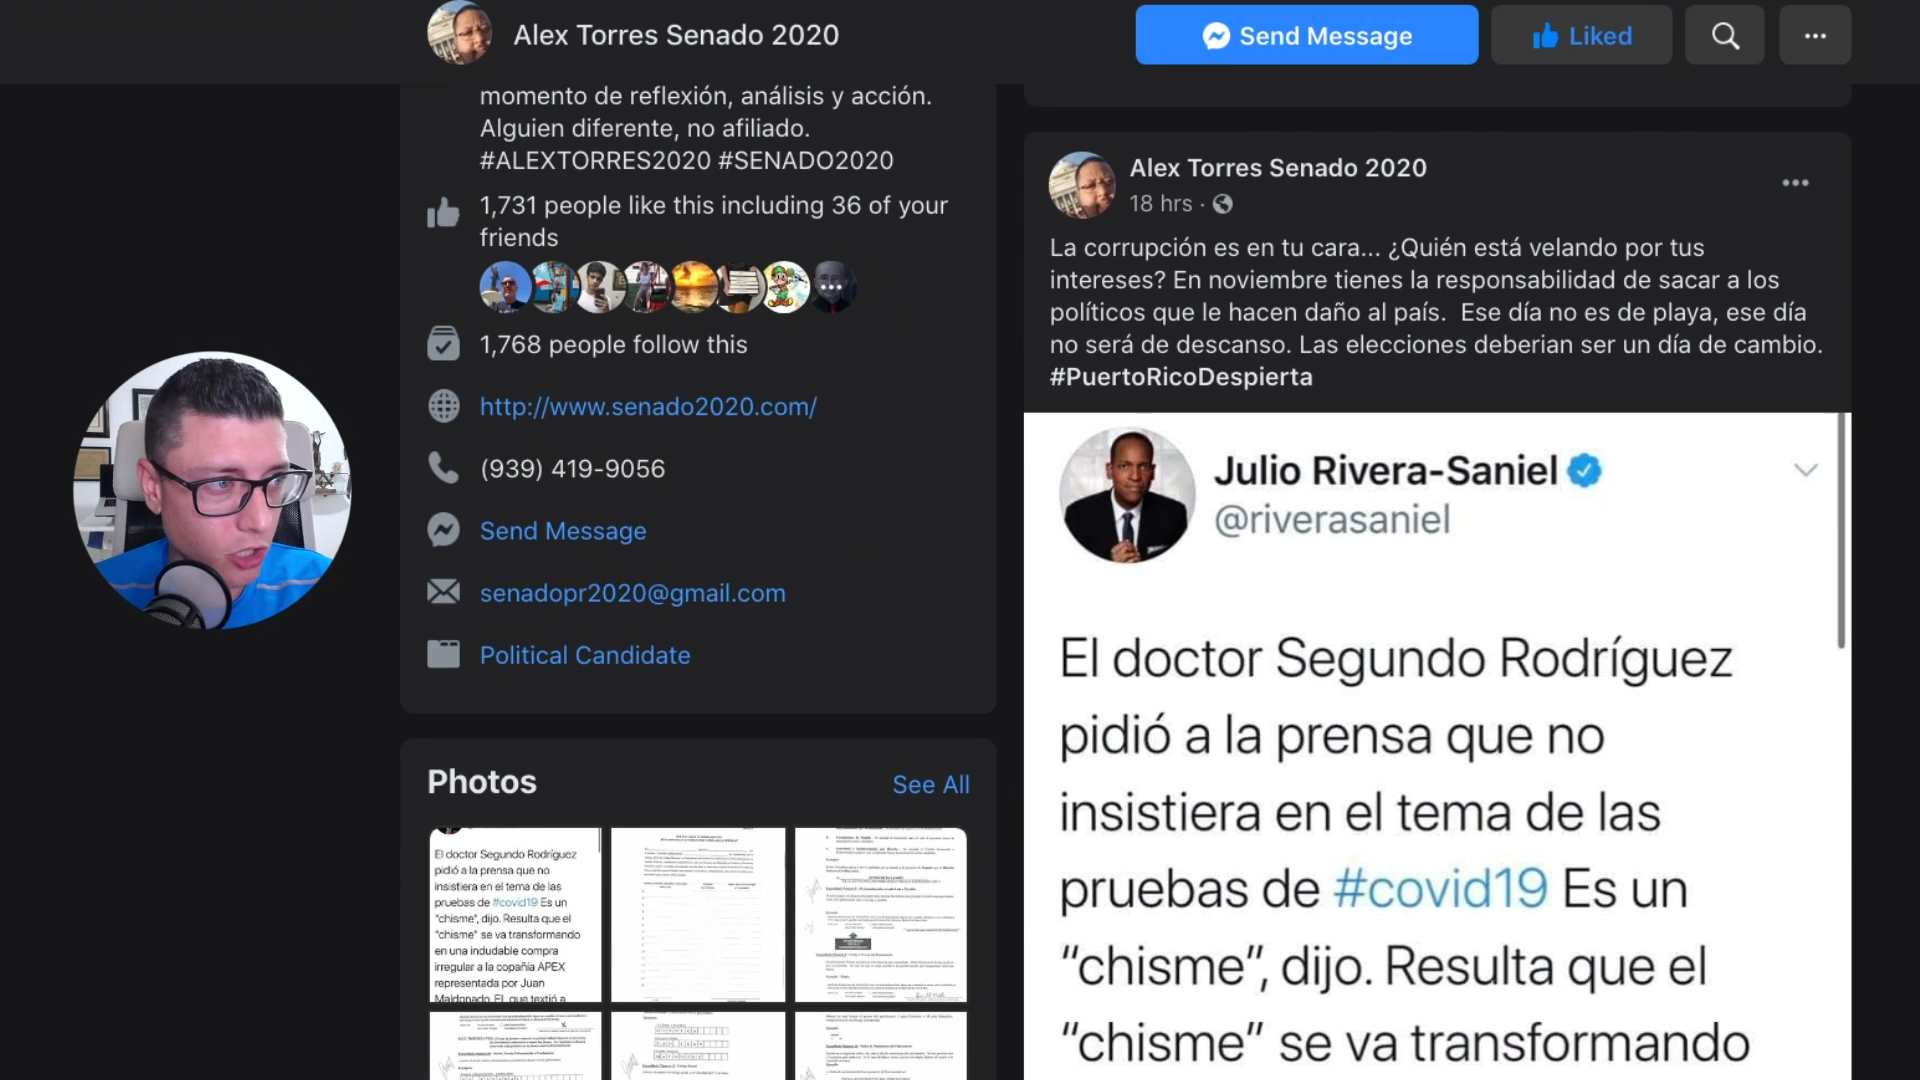 Alex Torres Senado 2020
Send Message
Liked
momento de reflexión, análisis y acción.
Alguien diferente, no afiliado.
#ALEXTORRES2020 #SENADO2020
1,731 people like this including 36 of your
friends
1,768 people follow this
http://www.senado2020.com/
(939) 419-9056
Send Message
senadopr2020@gmail.com
Political Candidate
Photos
See All
El doctor Segundo Rodríguez
pidió a la prensa que no
insistiera en el tema de las
pruebas de #covid19 Es un
"chisme", dijo. Resulta que el
"chisme" se va transformando
en una indudable compra
irregular a la copañía APEX
representada por Juan
Maldonado. El que textió a
Alex Torres Senado 2020
18 hrs ·
La corrupción es en tu cara... ¿Quién está velando por tus
intereses? En noviembre tienes la responsabilidad de sacar a los
políticos que le hacen daño al país. Ese día no es de playa, ese día
no será de descanso. Las elecciones deberian ser un día de cambio.
#PuertoRicoDespierta
Julio Rivera-Saniel
@riverasaniel
El doctor Segundo Rodríguez
pidió a la prensa que no
insistiera en el tema de las
pruebas de #covid19 Es un
“chisme”, dijo. Resulta que el
“chisme” se va transformando